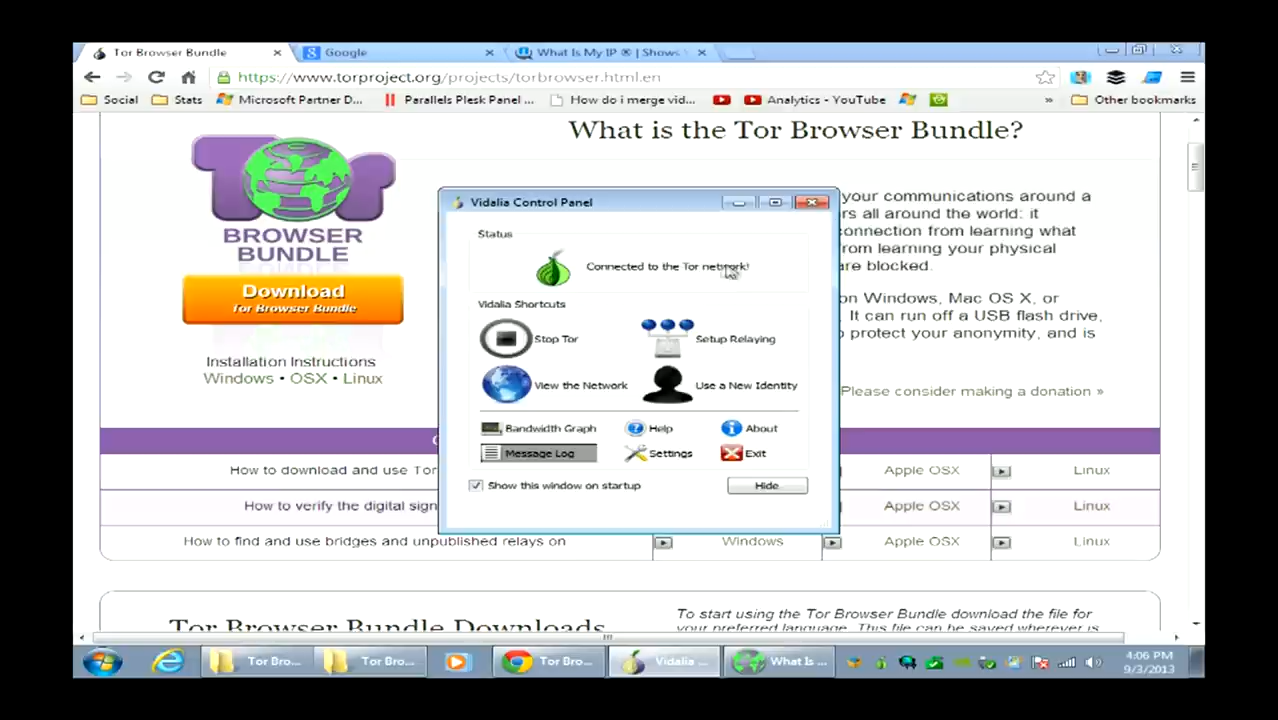 Tor Browser Bundle
Google
What Is My IP ® | Shows
https://www.torproject.org/projects/torbrowser.html.en
Social
Stats
Microsoft Partner D...
Parallels Plesk Panel ...
How do i merge vid...
Analytics - YouTube
»
Other bookmarks
What is the Tor Browser Bundle?
Tor
BROWSER
BUNDLE
Download
Tor Browser Bundle
Installation Instructions
Windows • OSX • Linux
your communications around a
rs all around the world: it
connection from learning what
from learning your physical
are blocked.
on Windows, Mac OS X, or
It can run off a USB flash drive,
protect your anonymity, and is
Please consider making a donation »
Vidalia Control Panel
Status
Connected to the Tor network!
Vidalia Shortcuts
Stop Tor
Setup Relaying
View the Network
Use a New Identity
Bandwidth Graph
Help
About
Message Log
Settings
Exit
Show this window on startup
Hide
How to download and use Tor
Apple OSX
Linux
How to verify the digital sign
Apple OSX
Linux
How to find and use bridges and unpublished relays on
Windows
Apple OSX
Linux
Tor Browser Bundle Downloads
To start using the Tor Browser Bundle download the file for
your preferred language. This file can be saved wherever is
Tor Bro...
Tor Bro...
Tor Bro...
Vidalia ...
What Is ...
4:06 PM
9/3/2013